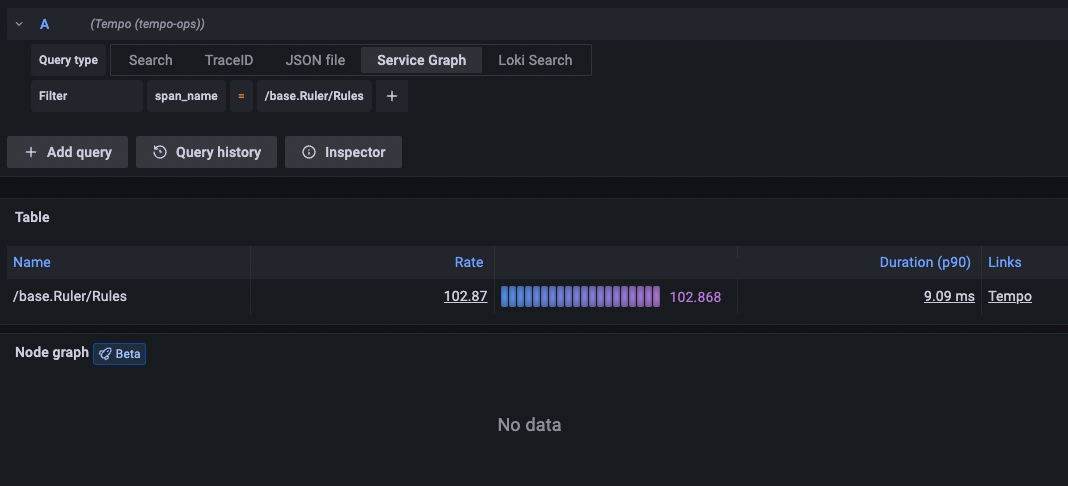 A (Tempo (tempo-ops))
Query type Search TraceID JSON file Service Graph Loki Search
Filter span_name = /base.Ruler/Rules +
+ Add query Query history Inspector
Table
Name Rate Duration (p90) Links
/base.Ruler/Rules 102.87 102.868 9.09 ms Tempo
Node graph Beta
No data